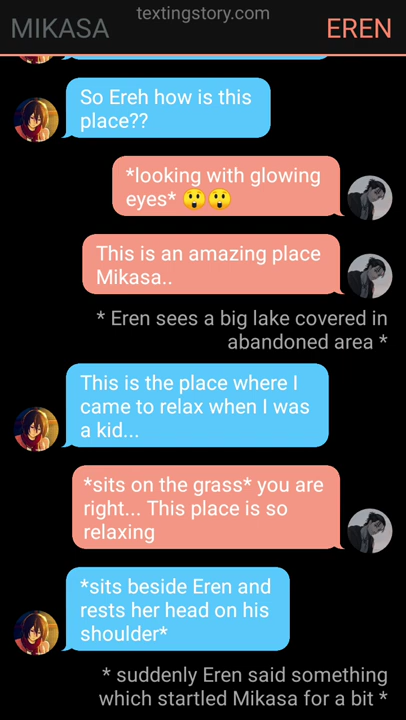 textingstory.com
MIKASA
EREN
So Ereh how is this
place??
*looking with glowing
eyes* 😲😲
This is an amazing place
Mikasa..
* Eren sees a big lake covered in
abandoned area *
This is the place where I
came to relax when I was
a kid...
*sits on the grass* you are
right... This place is so
relaxing
*sits beside Eren and
rests her head on his
shoulder*
* suddenly Eren said something
which startled Mikasa for a bit *